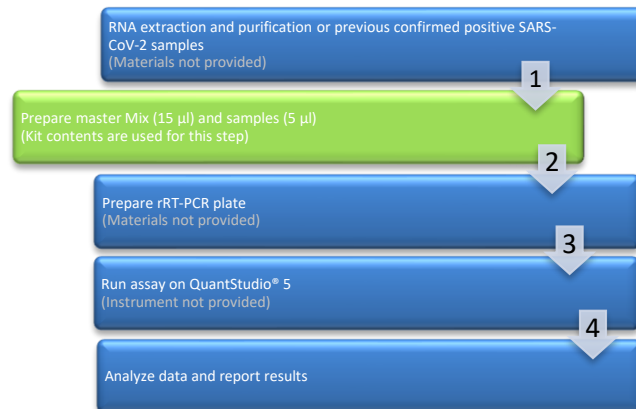 RNA extraction and purification or previous confirmed positive SARS-
CoV-2 samples
(Materials not provided)
1
Prepare master Mix (15 µl) and samples (5 µl)
(Kit contents are used for this step)
2
Prepare rRT-PCR plate
(Materials not provided)
3
Run assay on QuantStudio® 5
(Instrument not provided)
4
Analyze data and report results